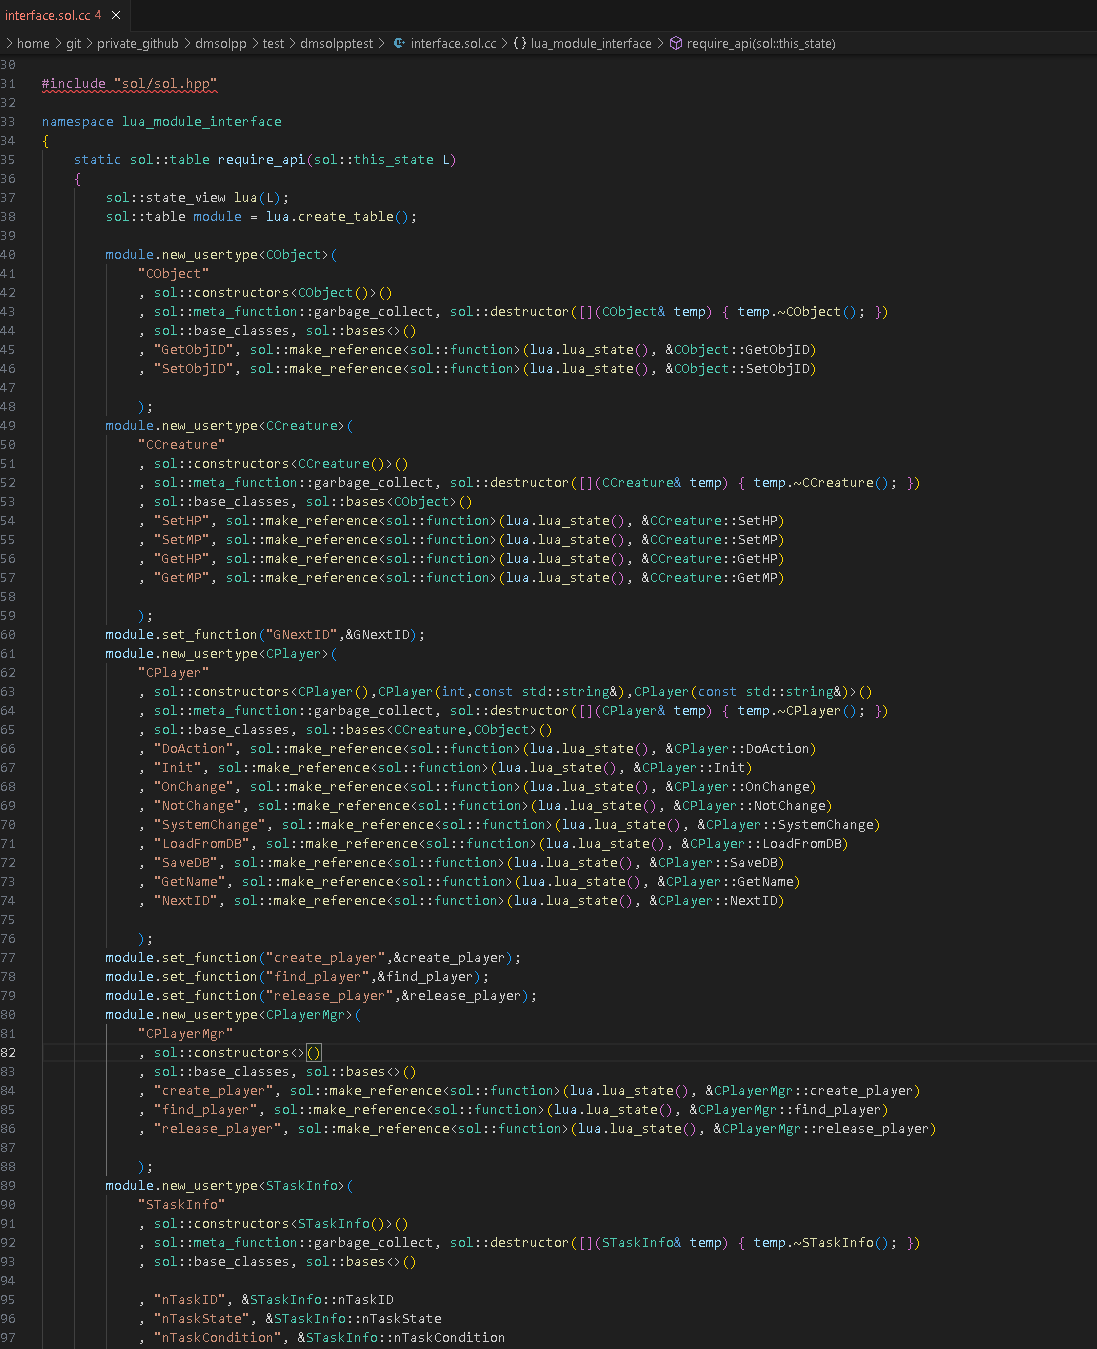 interface.sol.cc 4 ×
> home > git > private_github > dmsolpp > test > dmsolpptest > interface.sol.cc > {} lua_module_interface > require_api(sol::this_state)
30
31 #include "sol/sol.hpp"
32
33 namespace lua_module_interface
34 {
35 static sol::table require_api(sol::this_state L)
36 {
37 sol::state_view lua(L);
38 sol::table module = lua.create_table();
39
40 module.new_usertype<CObject>(
41 "CObject"
42 , sol::constructors<CObject()>()
43 , sol::meta_function::garbage_collect, sol::destructor([](CObject& temp) { temp.~CObject(); })
44 , sol::base_classes, sol::bases<>()
45 , "GetObjID", sol::make_reference<sol::function>(lua.lua_state(), &CObject::GetObjID)
46 , "SetObjID", sol::make_reference<sol::function>(lua.lua_state(), &CObject::SetObjID)
47
48 );
49 module.new_usertype<CCreature>(
50 "CCreature"
51 , sol::constructors<CCreature()>()
52 , sol::meta_function::garbage_collect, sol::destructor([](CCreature& temp) { temp.~CCreature(); })
53 , sol::base_classes, sol::bases<CObject>()
54 , "SetHP", sol::make_reference<sol::function>(lua.lua_state(), &CCreature::SetHP)
55 , "SetMP", sol::make_reference<sol::function>(lua.lua_state(), &CCreature::SetMP)
56 , "GetHP", sol::make_reference<sol::function>(lua.lua_state(), &CCreature::GetHP)
57 , "GetMP", sol::make_reference<sol::function>(lua.lua_state(), &CCreature::GetMP)
58
59 );
60 module.set_function("GNextID",&GNextID);
61 module.new_usertype<CPlayer>(
62 "CPlayer"
63 , sol::constructors<CPlayer(),CPlayer(int,const std::string&),CPlayer(const std::string&)>()
64 , sol::meta_function::garbage_collect, sol::destructor([](CPlayer& temp) { temp.~CPlayer(); })
65 , sol::base_classes, sol::bases<CCreature,CObject>()
66 , "DoAction", sol::make_reference<sol::function>(lua.lua_state(), &CPlayer::DoAction)
67 , "Init", sol::make_reference<sol::function>(lua.lua_state(), &CPlayer::Init)
68 , "OnChange", sol::make_reference<sol::function>(lua.lua_state(), &CPlayer::OnChange)
69 , "NotChange", sol::make_reference<sol::function>(lua.lua_state(), &CPlayer::NotChange)
70 , "SystemChange", sol::make_reference<sol::function>(lua.lua_state(), &CPlayer::SystemChange)
71 , "LoadFromDB", sol::make_reference<sol::function>(lua.lua_state(), &CPlayer::LoadFromDB)
72 , "SaveDB", sol::make_reference<sol::function>(lua.lua_state(), &CPlayer::SaveDB)
73 , "GetName", sol::make_reference<sol::function>(lua.lua_state(), &CPlayer::GetName)
74 , "NextID", sol::make_reference<sol::function>(lua.lua_state(), &CPlayer::NextID)
75
76 );
77 module.set_function("create_player",&create_player);
78 module.set_function("find_player",&find_player);
79 module.set_function("release_player",&release_player);
80 module.new_usertype<CPlayerMgr>(
81 "CPlayerMgr"
82 , sol::constructors<>()
83 , sol::base_classes, sol::bases<>()
84 , "create_player", sol::make_reference<sol::function>(lua.lua_state(), &CPlayerMgr::create_player)
85 , "find_player", sol::make_reference<sol::function>(lua.lua_state(), &CPlayerMgr::find_player)
86 , "release_player", sol::make_reference<sol::function>(lua.lua_state(), &CPlayerMgr::release_player)
87
88 );
89 module.new_usertype<STaskInfo>(
90 "STaskInfo"
91 , sol::constructors<STaskInfo()>()
92 , sol::meta_function::garbage_collect, sol::destructor([](STaskInfo& temp) { temp.~STaskInfo(); })
93 , sol::base_classes, sol::bases<>()
94
95 , "nTaskID", &STaskInfo::nTaskID
96 , "nTaskState", &STaskInfo::nTaskState
97 , "nTaskCondition", &STaskInfo::nTaskCondition